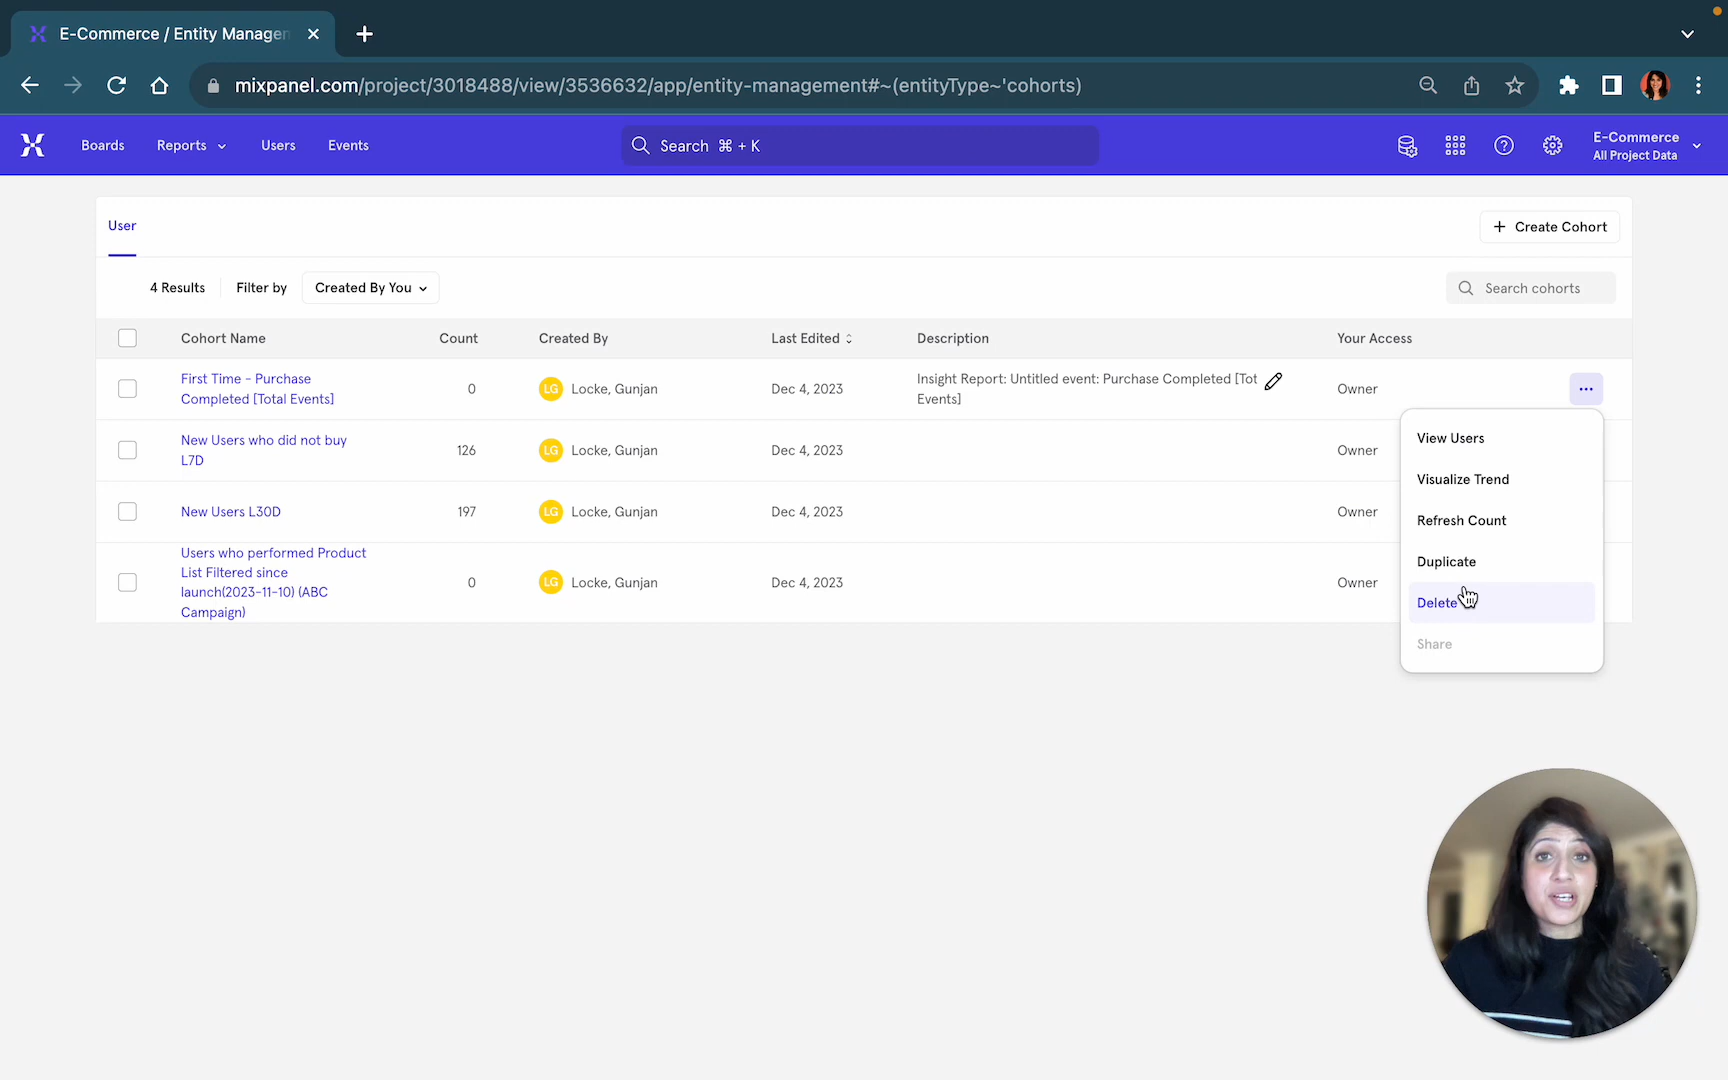 E-Commerce / Entity Manage
mixpanel.com/project/3018488/view/3536632/app/entity-management#~(entityType~'cohorts)
Boards
Reports
Users
Events
Search ⌘ + K
E-Commerce
All Project Data
User
+ Create Cohort
4 Results
Filter by
Created By You
Search cohorts
Cohort Name
Count
Created By
Last Edited
Description
Your Access
First Time - Purchase
Completed [Total Events]
0
LG
Locke, Gunjan
Dec 4, 2023
Insight Report: Untitled event: Purchase Completed [Tot
Events]
Owner
New Users who did not buy
L7D
126
LG
Locke, Gunjan
Dec 4, 2023
Owner
New Users L30D
197
LG
Locke, Gunjan
Dec 4, 2023
Owner
Users who performed Product
List Filtered since
launch(2023-11-10) (ABC
Campaign)
0
LG
Locke, Gunjan
Dec 4, 2023
Owner
View Users
Visualize Trend
Refresh Count
Duplicate
Delete
Share